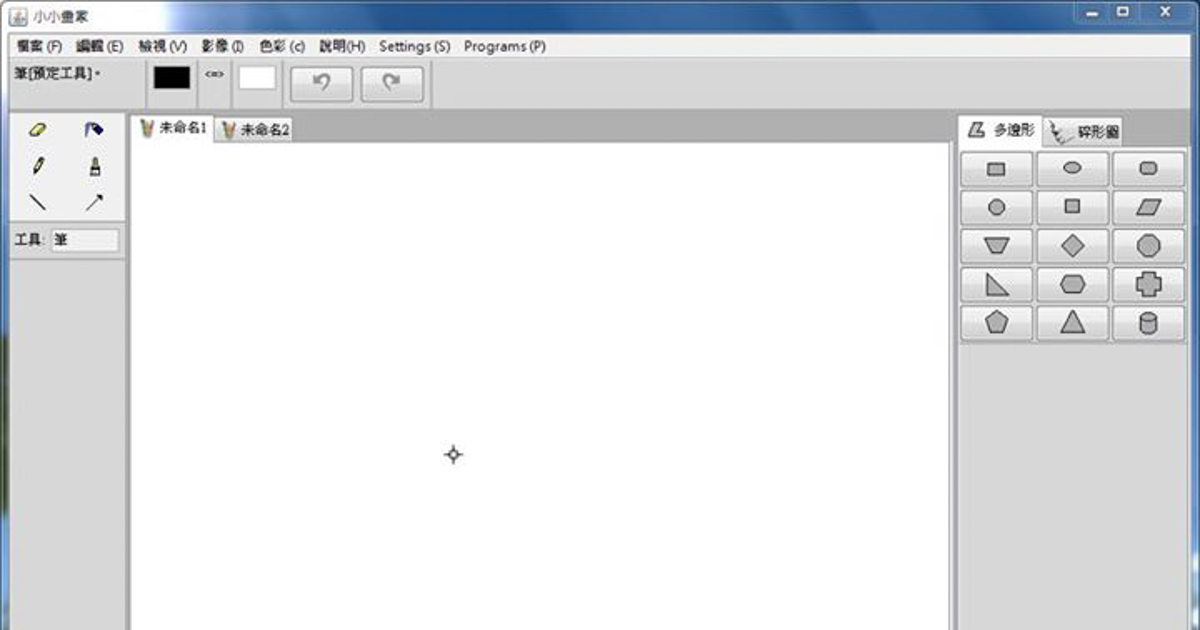 小小畫家
檔案 (F) 編輯 (E) 檢視 (V) 影像 (I) 色彩 (c) 說明(H) Settings (S) Programs (P)
筆[預定工具]。
<=>
未命名1 未命名2
多邊形 碎形圖
工具: 筆